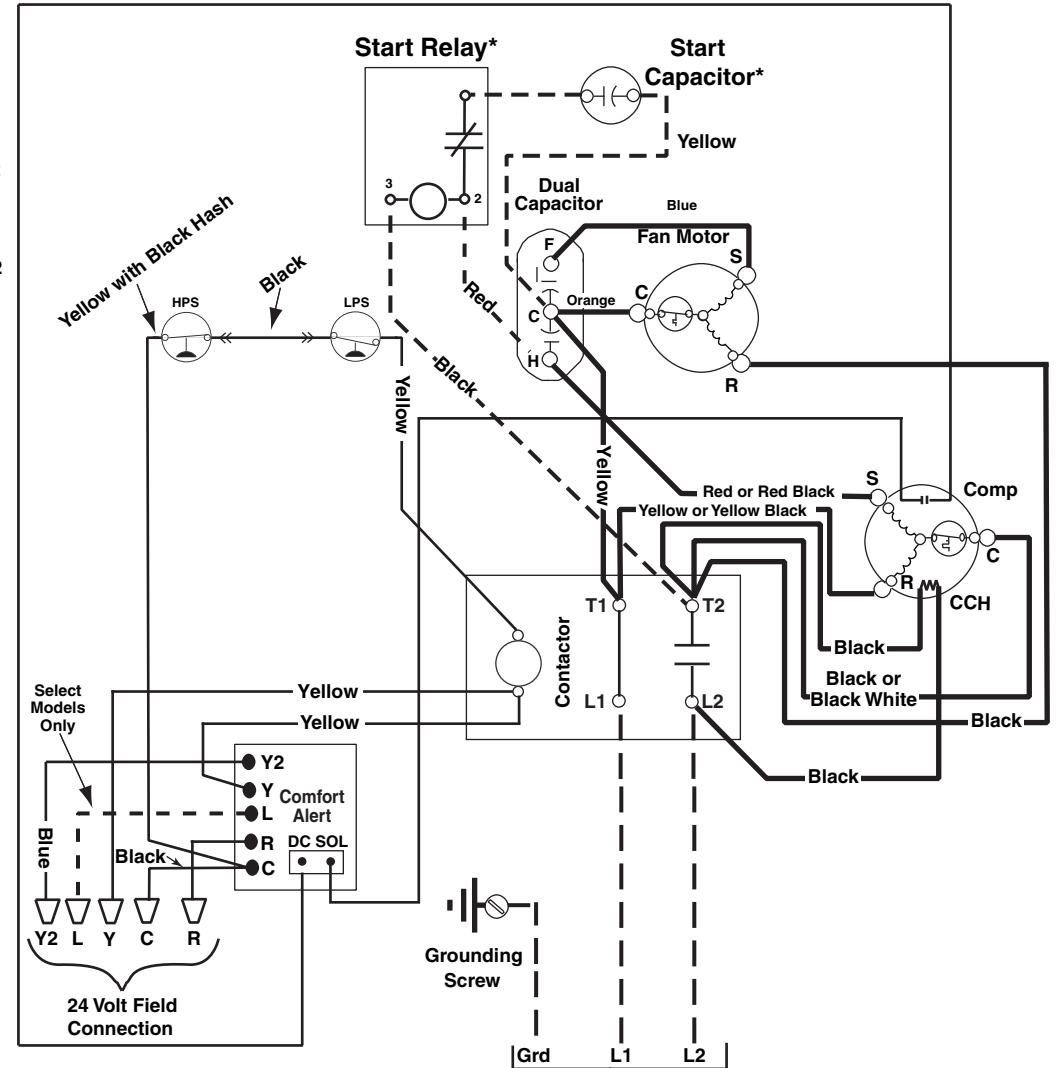 Start Relay*
Start
Capacitor*
Yellow
3
2
Dual
Capacitor
Blue
Fan Motor
F
S
Yellow with Black Hash
Black
HPS
LPS
Red
Orange
C
C
H
R
Black
Yellow
Yellow
Red or Red Black
S
Comp
Yellow or Yellow Black
C
R
CCH
T1
T2
Black
Contactor
Black or
Black White
Select
Models
Only
Yellow
L1
L2
Yellow
Black
Black
Y2
Y
Comfort
Alert
L
R
DC SOL
Blue
Black
C
Y2
L
Y
C
R
Grounding
Screw
24 Volt Field
Connection
Grd
L1
L2